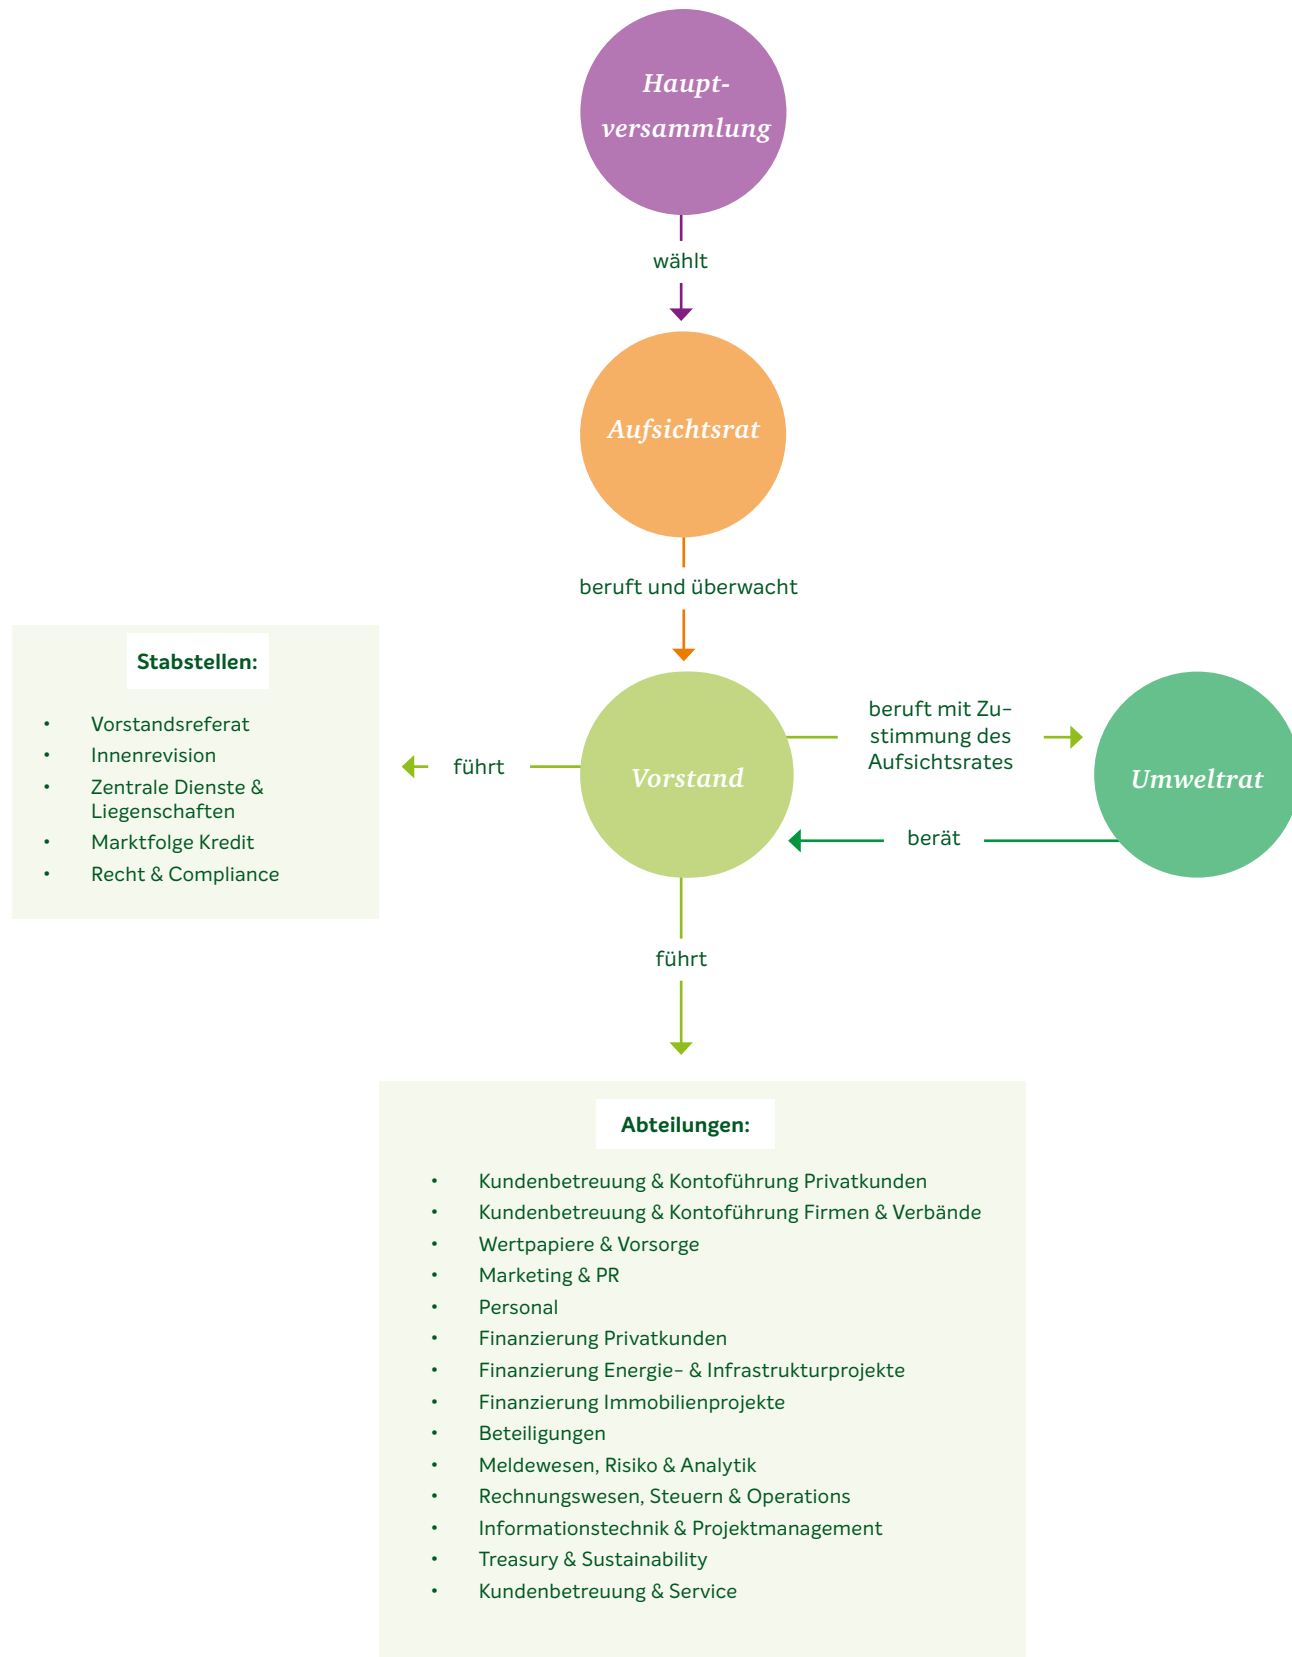 Haupt-
versammlung
wählt
Aufsichtsrat
beruft und überwacht
Stabstellen:
• Vorstandsreferat
• Innenrevision
• Zentrale Dienste &
Liegenschaften
• Marktfolge Kredit
• Recht & Compliance
führt
Vorstand
beruft mit Zu-
stimmung des
Aufsichtsrates
Umweltrat
berät
führt
Abteilungen:
• Kundenbetreuung & Kontoführung Privatkunden
• Kundenbetreuung & Kontoführung Firmen & Verbände
• Wertpapiere & Vorsorge
• Marketing & PR
• Personal
• Finanzierung Privatkunden
• Finanzierung Energie- & Infrastrukturprojekte
• Finanzierung Immobilienprojekte
• Beteiligungen
• Meldewesen, Risiko & Analytik
• Rechnungswesen, Steuern & Operations
• Informationstechnik & Projektmanagement
• Treasury & Sustainability
• Kundenbetreuung & Service